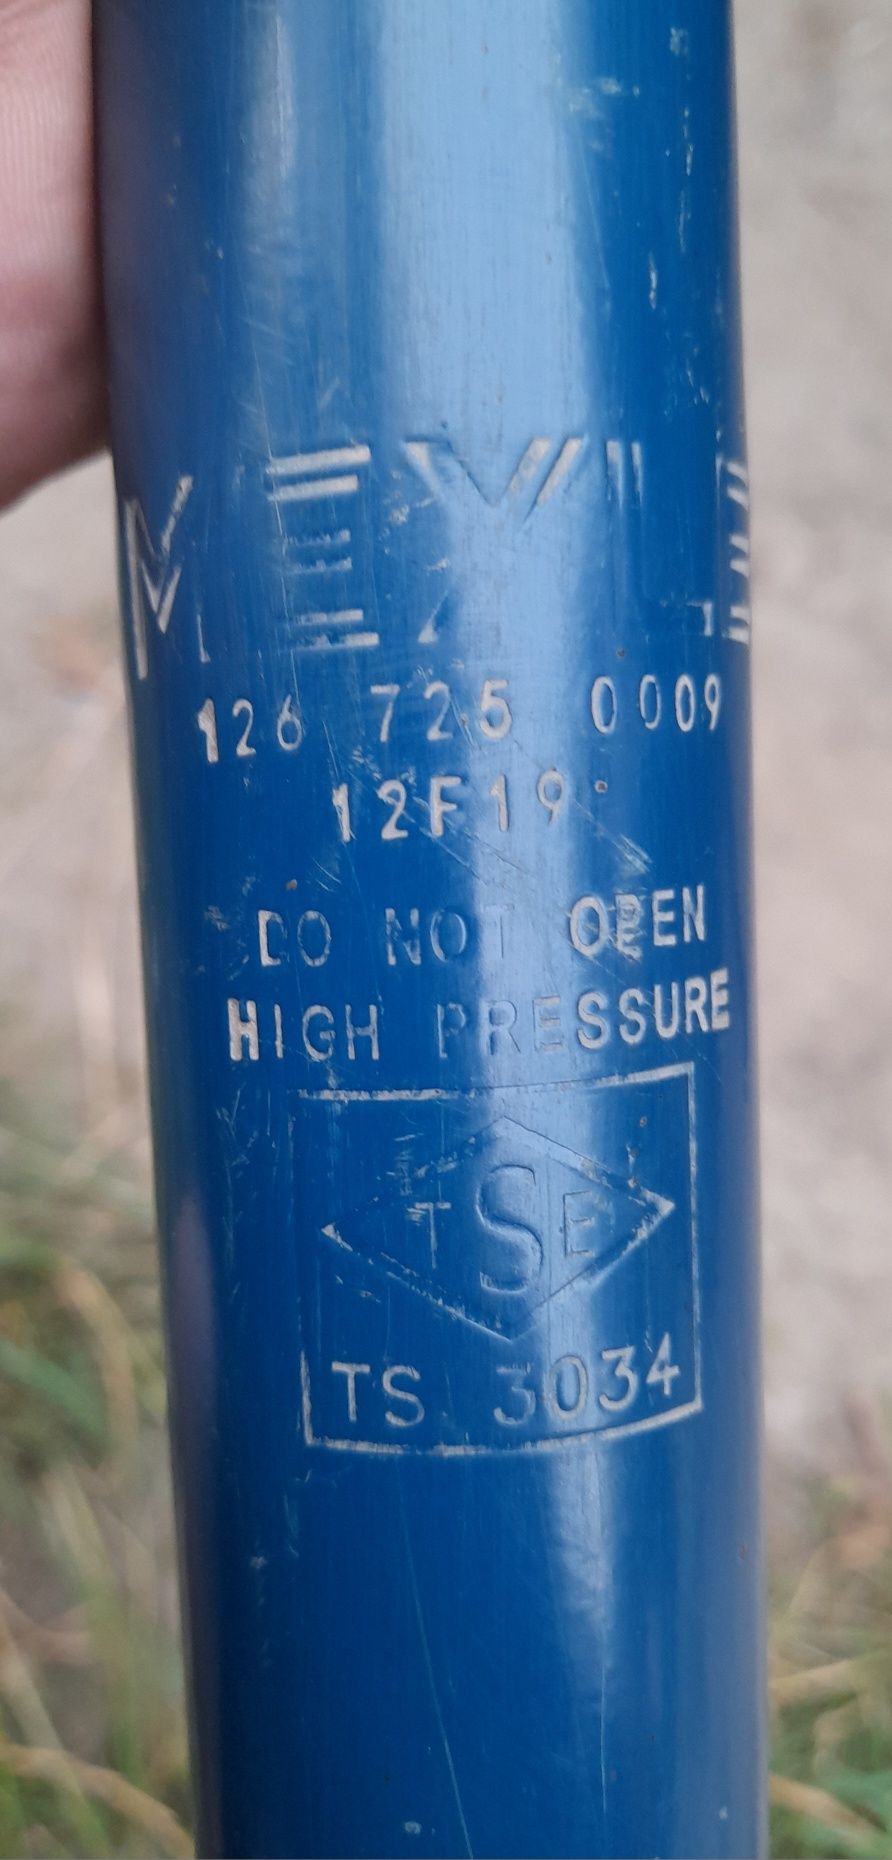 MEYLE
126 725 0009
12F19
DO NOT OPEN
HIGH PRESSURE
TSE
TS 3034